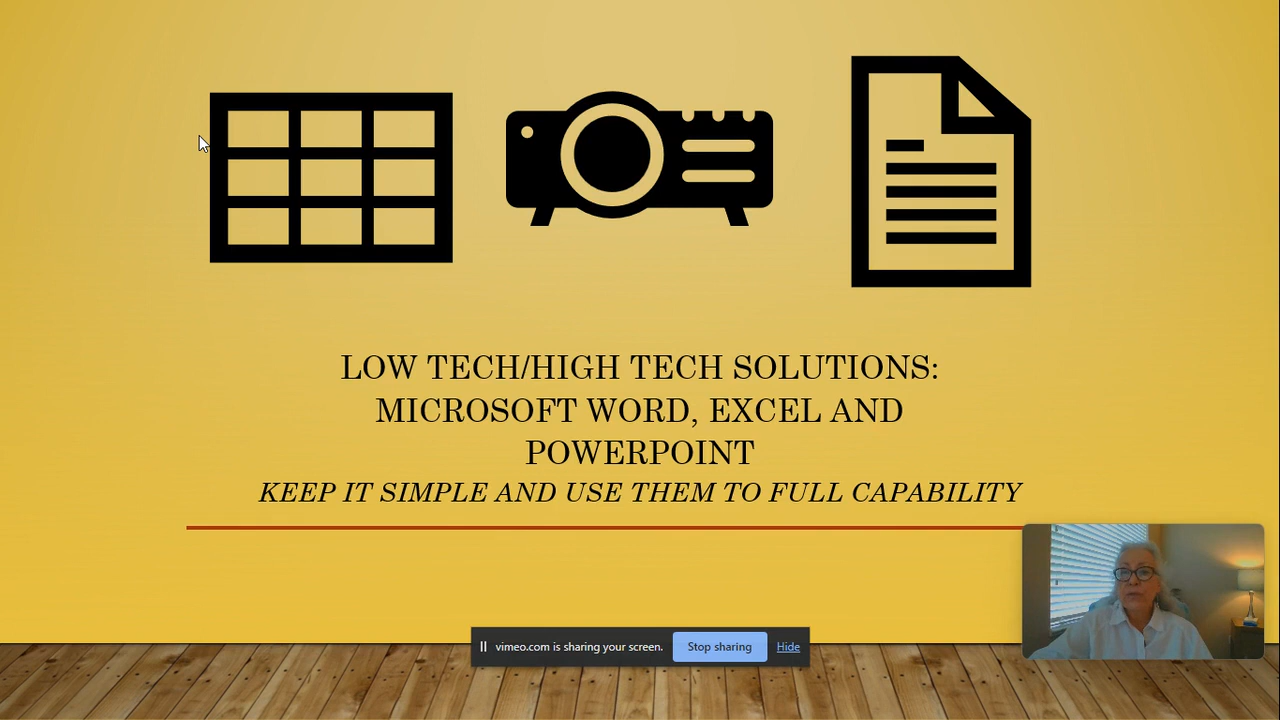 LOW TECH/HIGH TECH SOLUTIONS:
MICROSOFT WORD, EXCEL AND
POWERPOINT
KEEP IT SIMPLE AND USE THEM TO FULL CAPABILITY
vimeo.com is sharing your screen. Stop sharing Hide